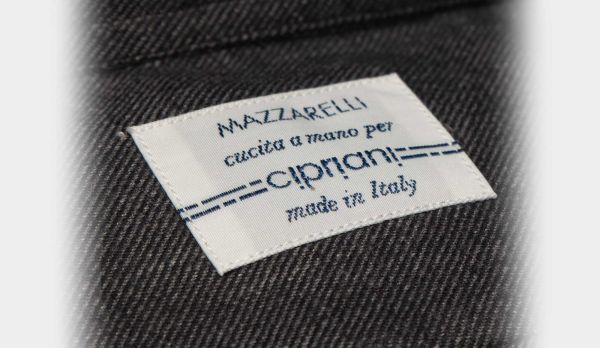 MAZZARELLI
cucita a mano per
cipriani
made in Italy